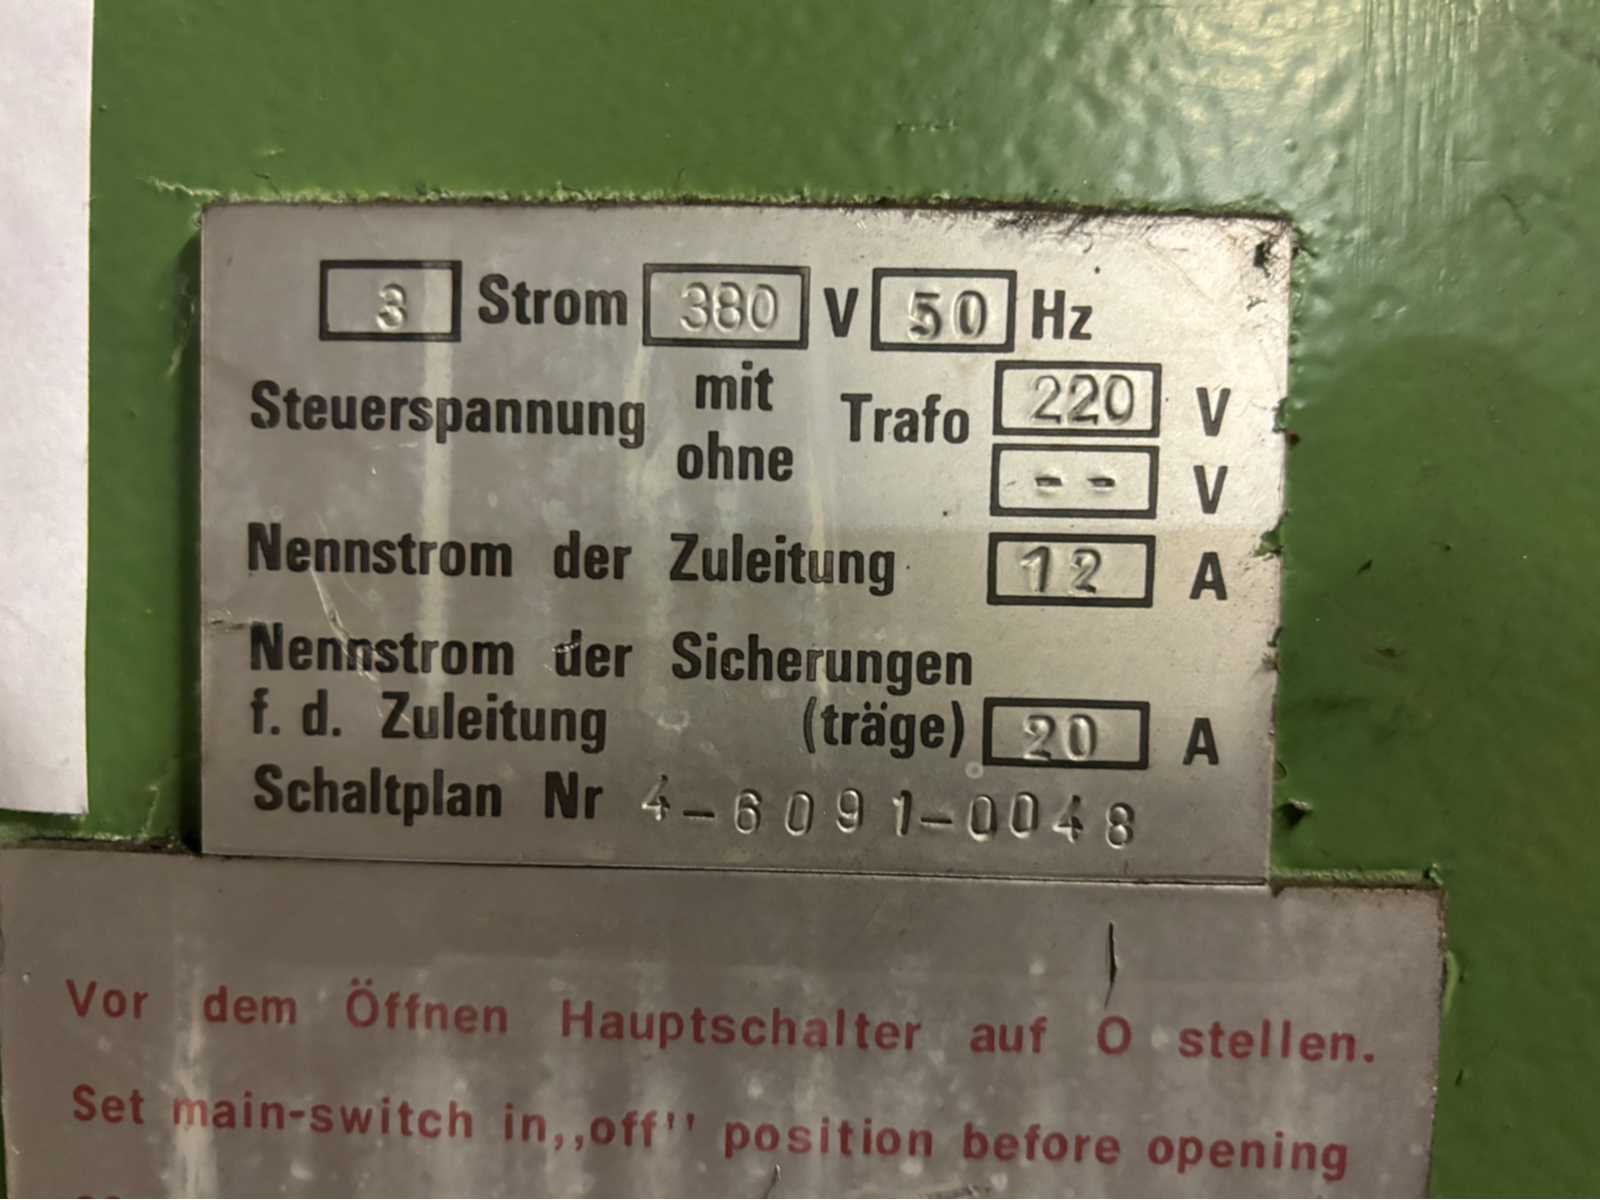 3 Strom 380 V 50 Hz
Steuerspannung mit Trafo 220 V
ohne -- V
Nennstrom der Zuleitung 12 A
Nennstrom der Sicherungen
f. d. Zuleitung (träge) 20 A
Schaltplan Nr 4-6091-0048
Vor dem Öffnen Hauptschalter auf O stellen.
Set main-switch in,,off'' position before opening